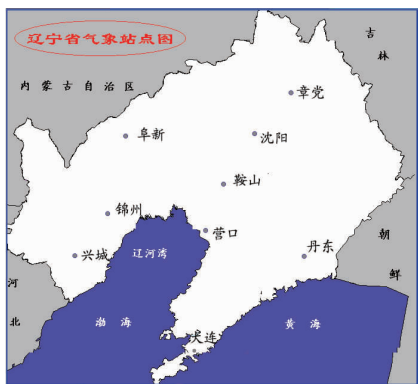 辽宁省气象站点图
吉林
内蒙古自治区
章党
阜新
沈阳
鞍山
锦州
营口
朝鲜
丹东
兴城
辽河湾
河北
渤海
黄海
大连